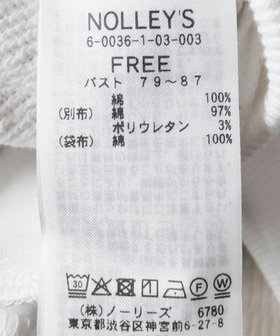 NOLLEY'S
6-0036-1-03-003
FREE
バスト 79~87
綿 100%
(別布) 綿 97%
ポリウレタン 3%
(袋布) 綿 100%
30
F W
(株)ノーリーズ 6780
東京都渋谷区神宮前6-27-8